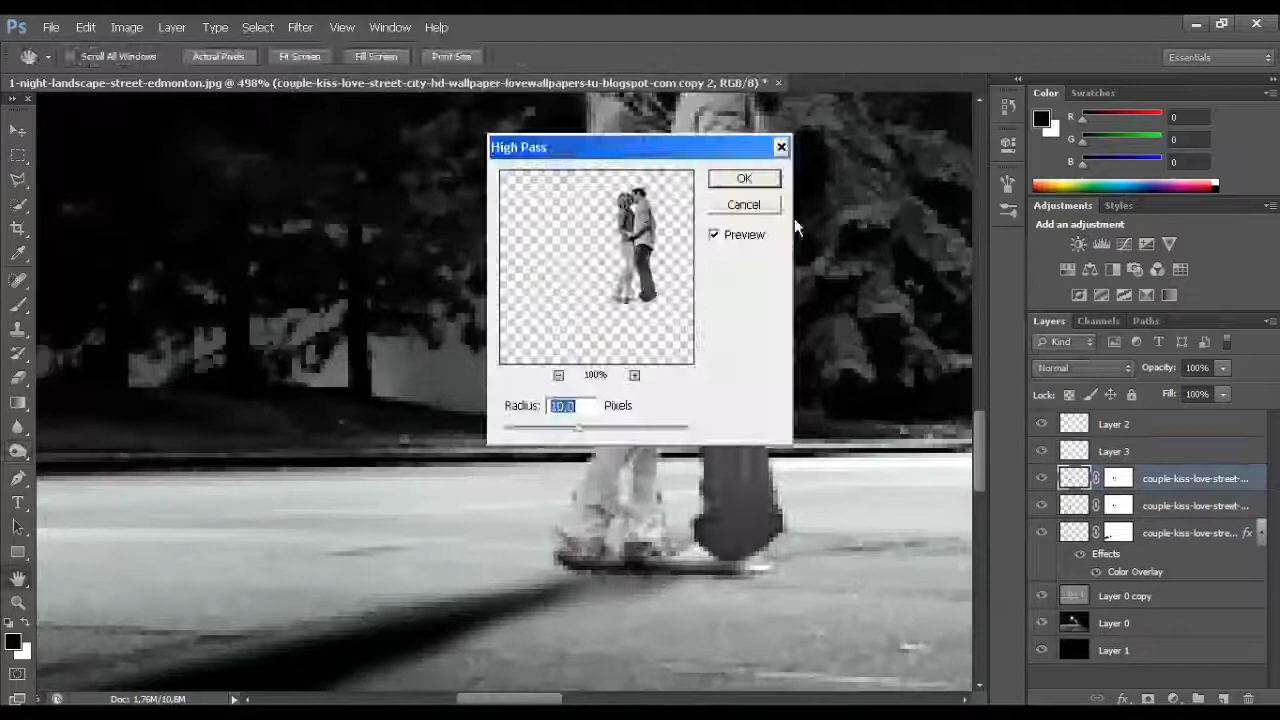 Ps File Edit Image Layer Type Select Filter View Window Help
Scroll All Windows Actual Pixels Fit Screen Fill Screen Print Size Essentials
1-night-landscape-street-edmonton.jpg @ 498% (couple-kiss-love-street-city-hd-wallpaper-lovewallpapers4u-blogspot-com copy 2, RGB/8) *
High Pass
OK
Cancel
Preview
100%
Radius: 10,0 Pixels
Color Swatches
R 0
G 0
B 0
Adjustments Styles
Add an adjustment
Layers Channels Paths
Kind
Normal Opacity: 100%
Lock: Fill: 100%
Layer 2
Layer 3
couple-kiss-love-street-...
couple-kiss-love-street-...
couple-kiss-love-stre... fx
Effects
Color Overlay
Layer 0 copy
Layer 0
Layer 1
Doc: 1,76M/10,6M